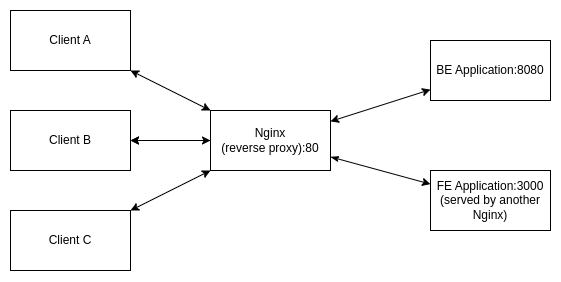 Client A
Client B
Client C
Nginx
(reverse proxy):80
BE Application:8080
FE Application:3000
(served by another
Nginx)